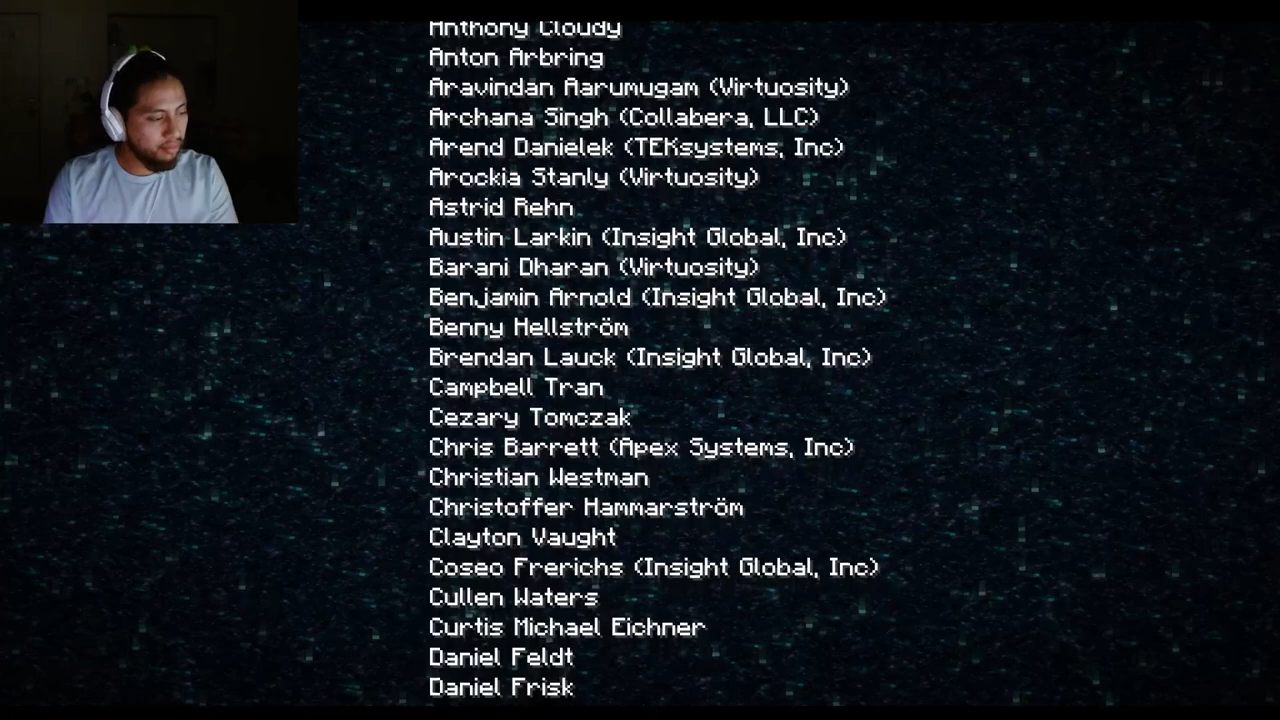 Anthony Cloudy
Anton Arbring
Aravindan Aarumugam (Virtuosity)
Archana Singh (Collabera, LLC)
Arend Danielek (TEKsystems, Inc)
Arockia Stanly (Virtuosity)
Astrid Rehn
Austin Larkin (Insight Global, Inc)
Barani Dharan (Virtuosity)
Benjamin Arnold (Insight Global, Inc)
Benny Hellström
Brendan Lauck (Insight Global, Inc)
Campbell Tran
Cezary Tomczak
Chris Barrett (Apex Systems, Inc)
Christian Westman
Christoffer Hammarström
Clayton Vaught
Coseo Frerichs (Insight Global, Inc)
Cullen Waters
Curtis Michael Eichner
Daniel Feldt
Daniel Frisk